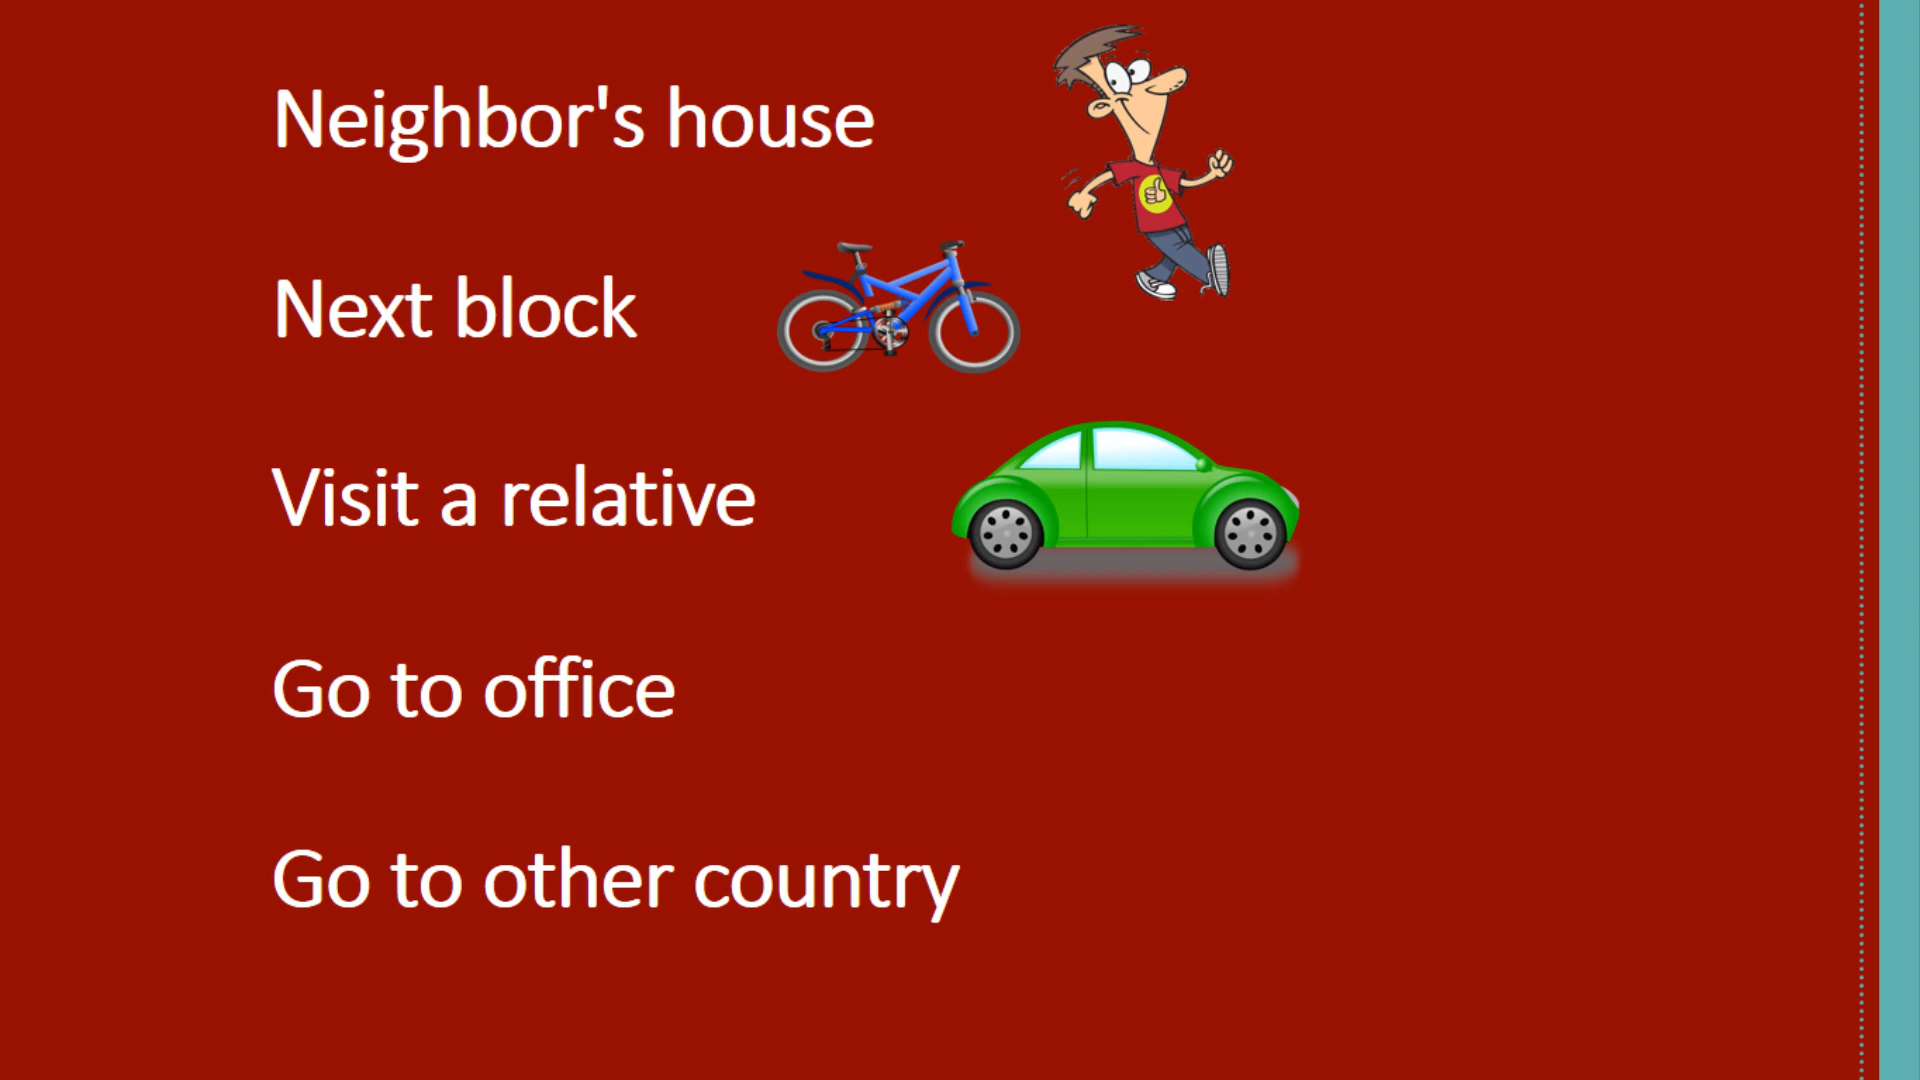 Neighbor's house
Next block
Visit a relative
Go to office
Go to other country